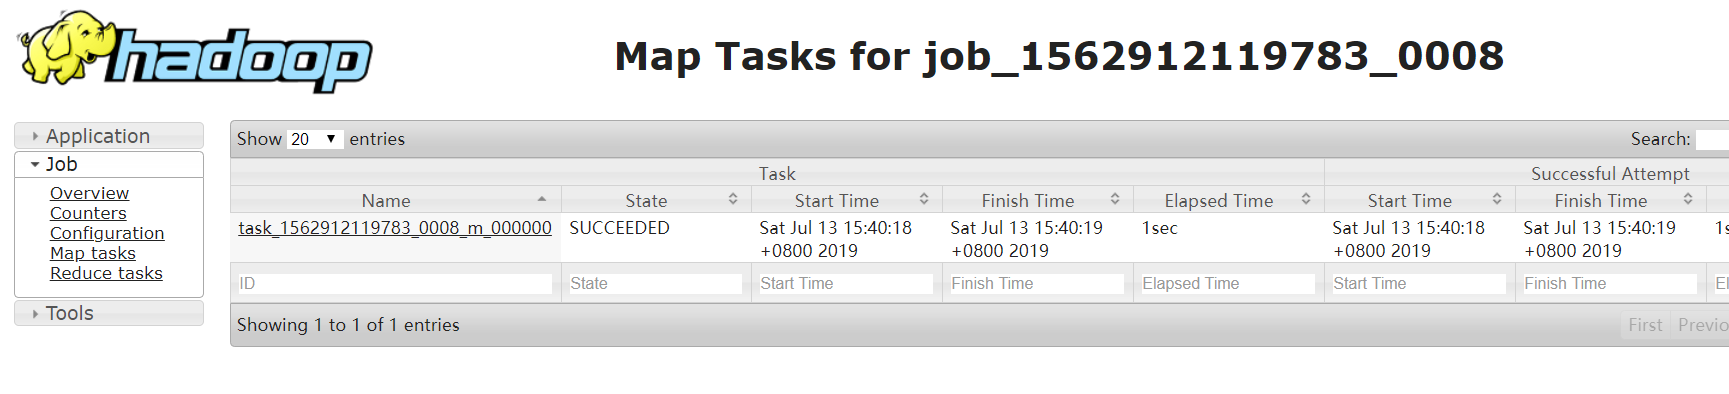 hadoop
Map Tasks for job_1562912119783_0008
Application
Job
Overview
Counters
Configuration
Map tasks
Reduce tasks
Tools
Show 20 entries
Search:
Task
Successful Attempt
Name
State
Start Time
Finish Time
Elapsed Time
Start Time
Finish Time
task_1562912119783_0008_m_000000
SUCCEEDED
Sat Jul 13 15:40:18
+0800 2019
Sat Jul 13 15:40:19
+0800 2019
1sec
Sat Jul 13 15:40:18
+0800 2019
Sat Jul 13 15:40:19
+0800 2019
ID
State
Start Time
Finish Time
Elapsed Time
Start Time
Finish Time
Showing 1 to 1 of 1 entries
First